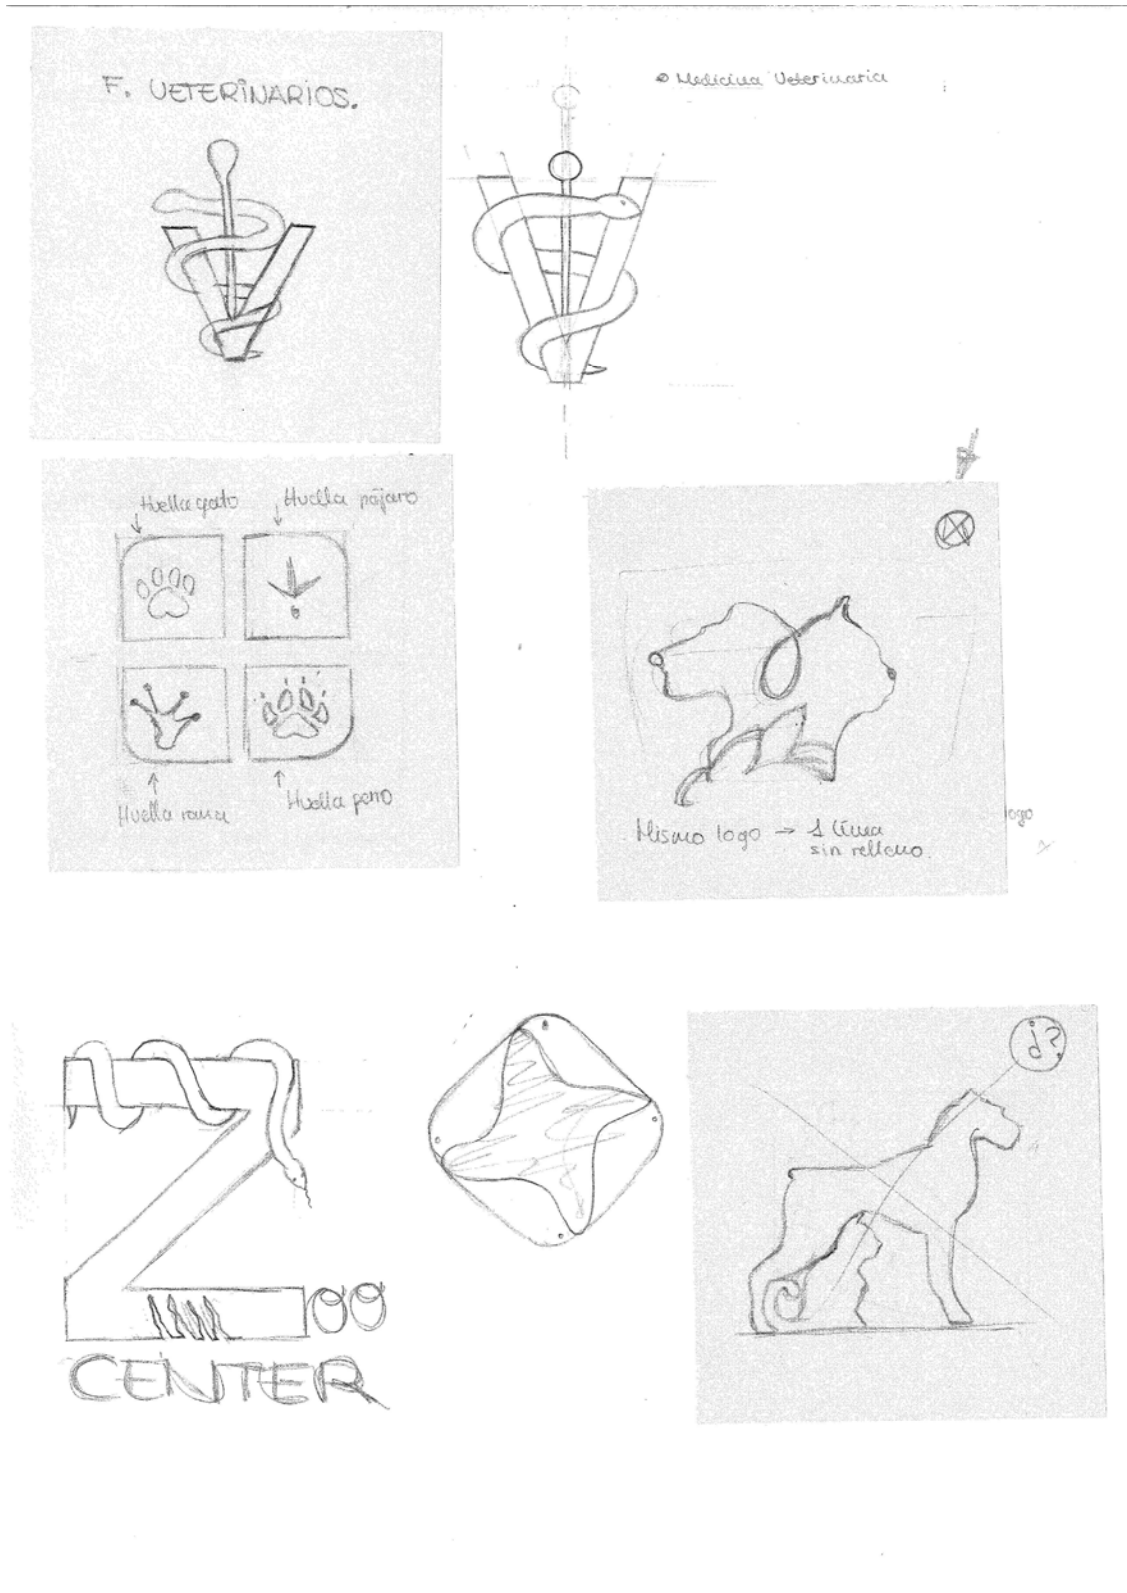 F. VETERINARIOS.
Medicina Veterinaria
Huella gato
Huella pájaro
Huella rana
Huella perro
Mismo logo → 1 línea
sin relleno.
logo
¿?
Zoo
CENTER